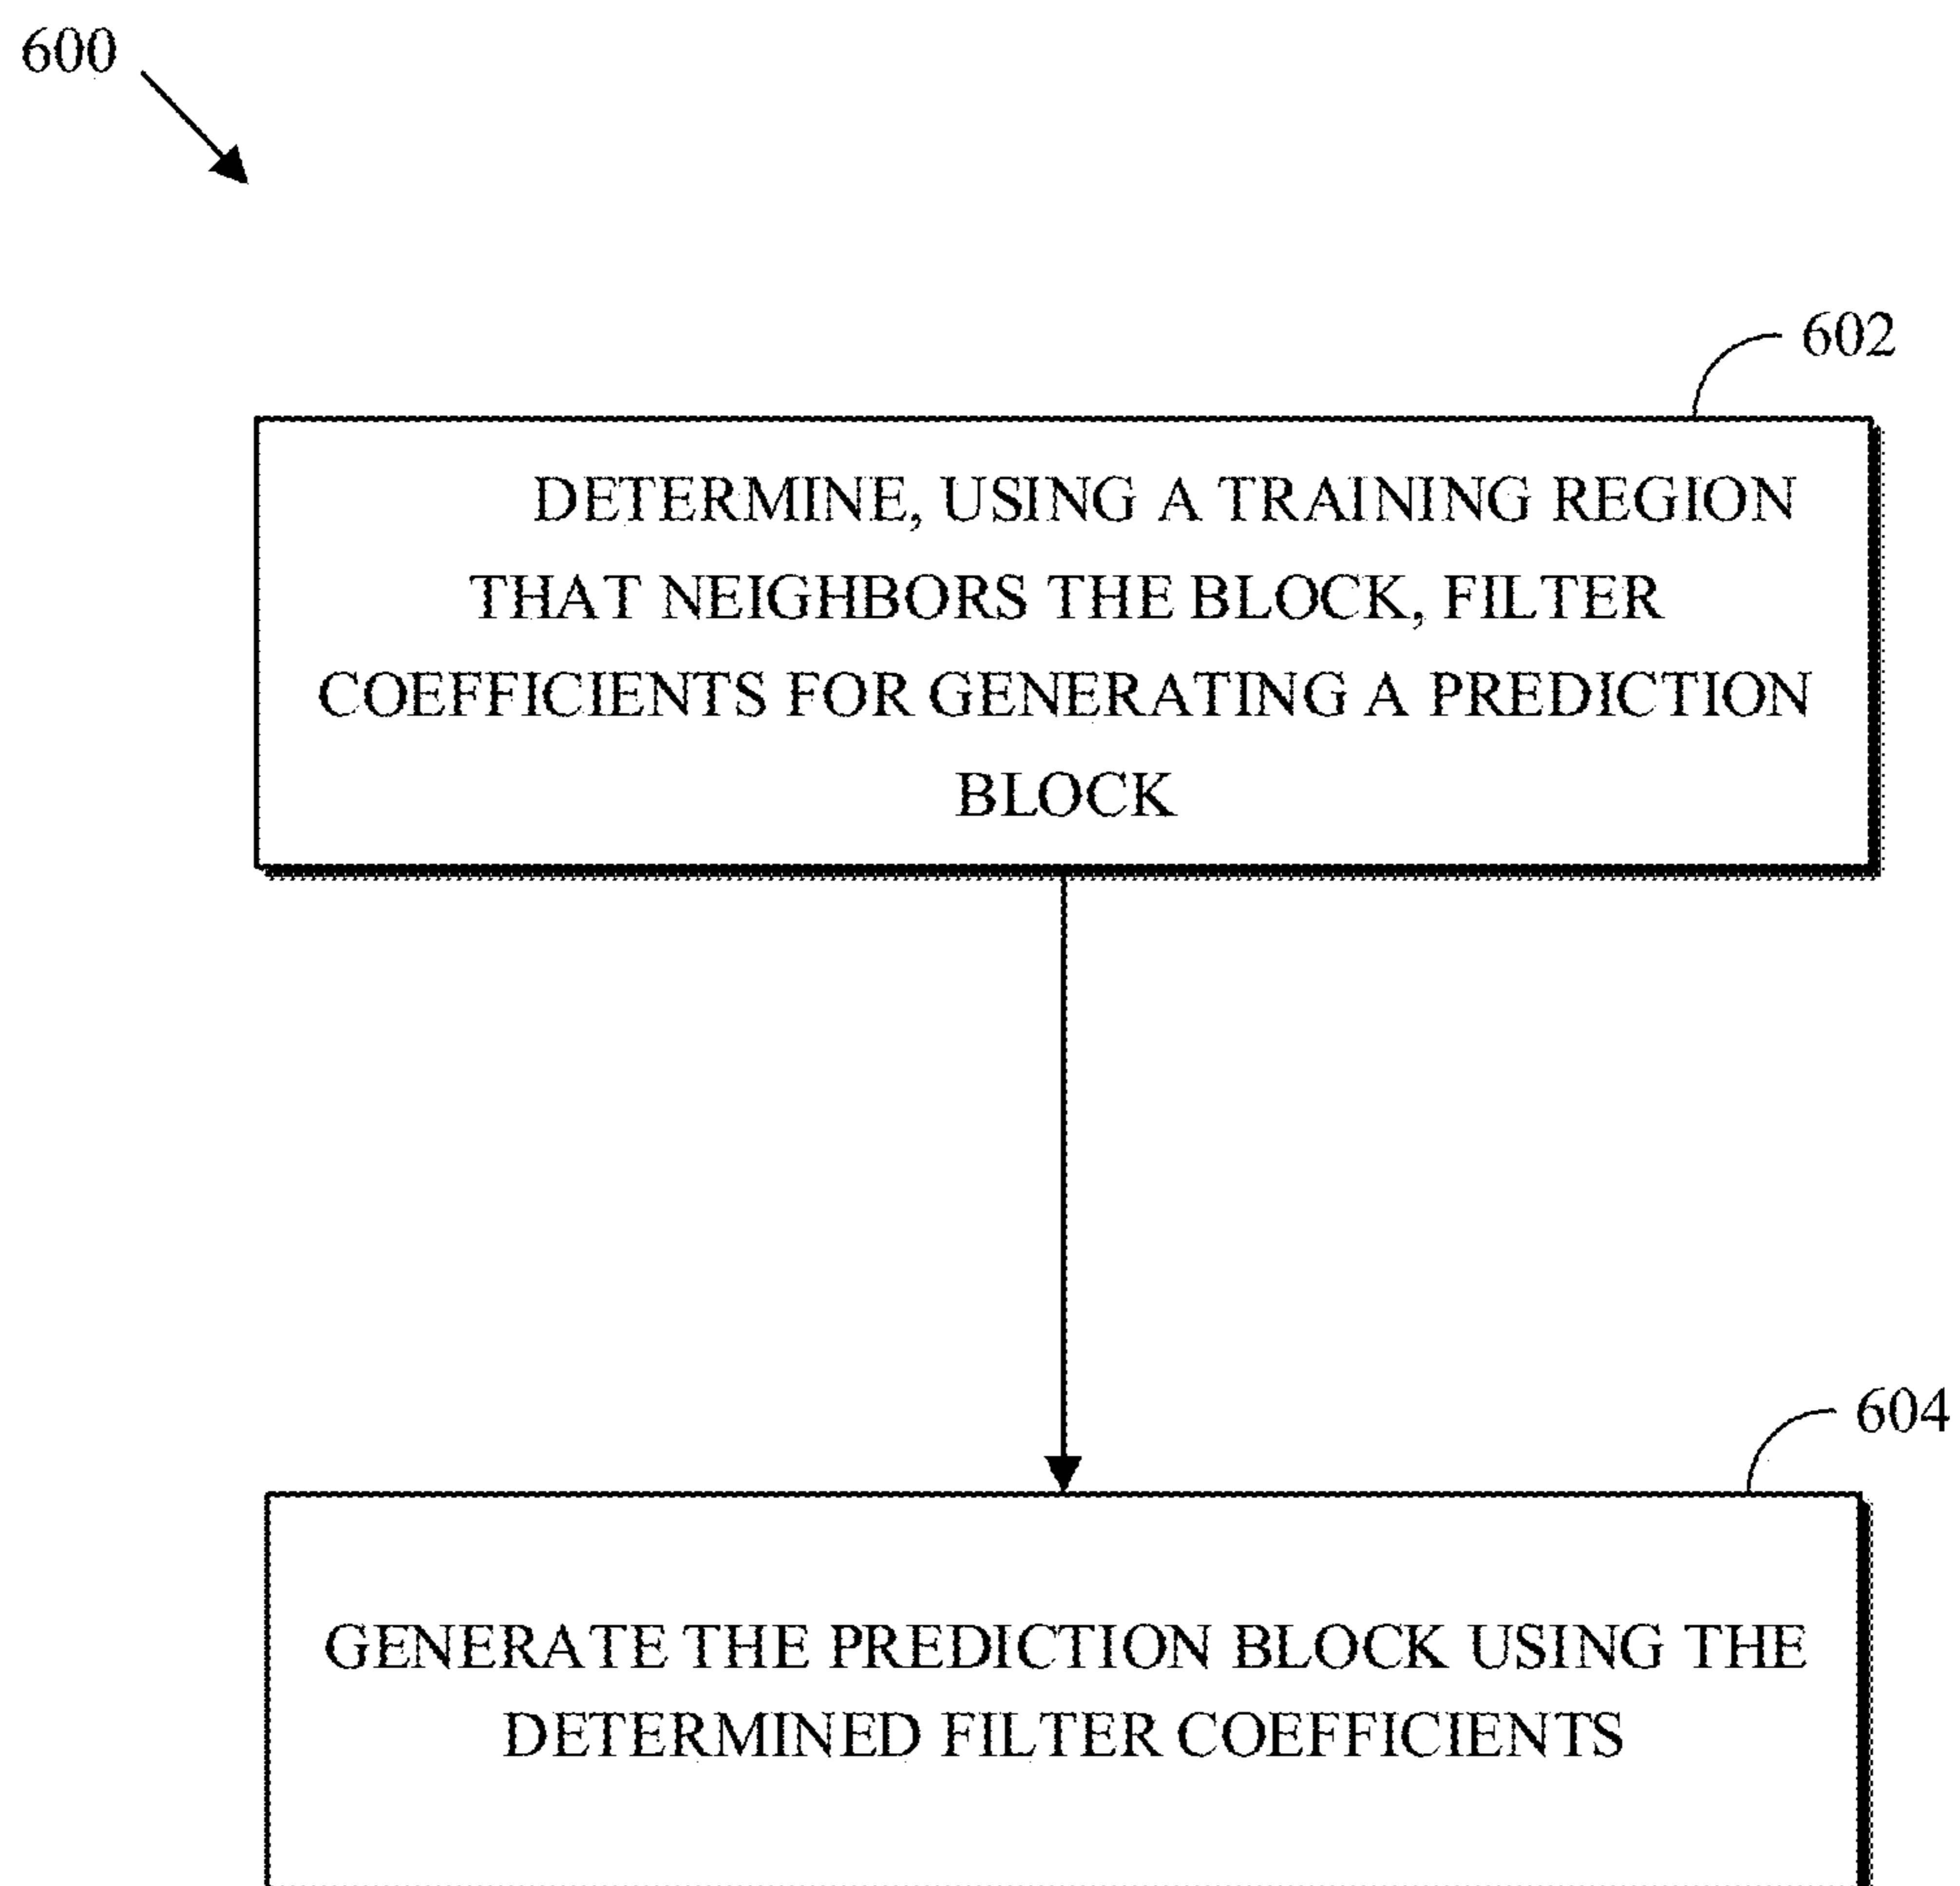 600
602
DETERMINE, USING A TRAINING REGION
THAT NEIGHBORS THE BLOCK, FILTER
COEFFICIENTS FOR GENERATING A PREDICTION
BLOCK
604
GENERATE THE PREDICTION BLOCK USING THE
DETERMINED FILTER COEFFICIENTS